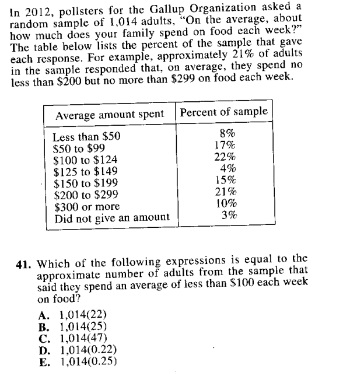 In 2012, pollsters for the Gallup Organization asked a
random sample of 1,014 adults, "On the average, about
how much does your family spend on food each week?"
The table below lists the percent of the sample that gave
each response. For example, approximately 21% of adults
in the sample responded that, on average, they spend no
less than $200 but no more than $299 on food each week.
Average amount spent Percent of sample
Less than $50 8%
$50 to $99 17%
$100 to $124 22%
$125 to $149 4%
$150 to $199 15%
$200 to $299 21%
$300 or more 10%
Did not give an amount 3%
41. Which of the following expressions is equal to the
approximate number of adults from the sample that
said they spend an average of less than $100 each week
on food?
A. 1,014(22)
B. 1,014(25)
C. 1,014(47)
D. 1,014(0.22)
E. 1,014(0.25)